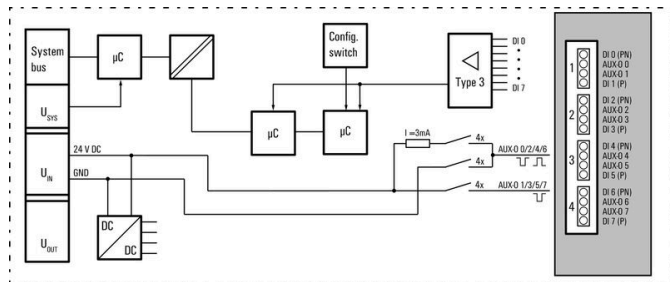 System
bus
µC
Config.
switch
Type 3
DI 0
DI 7
U SYS
µC
µC
24 V DC
I =3mA
4x
AUX-O 0/2/4/6
U IN
GND
4x
4x
AUX-O 1/3/5/7
DC
DC
U OUT
1
DI 0 (PN)
AUX-O 0
AUX-O 1
DI 1 (P)
2
DI 2 (PN)
AUX-O 2
AUX-O 3
DI 3 (P)
3
DI 4 (PN)
AUX-O 4
AUX-O 5
DI 5 (P)
4
DI 6 (PN)
AUX-O 6
AUX-O 7
DI 7 (P)